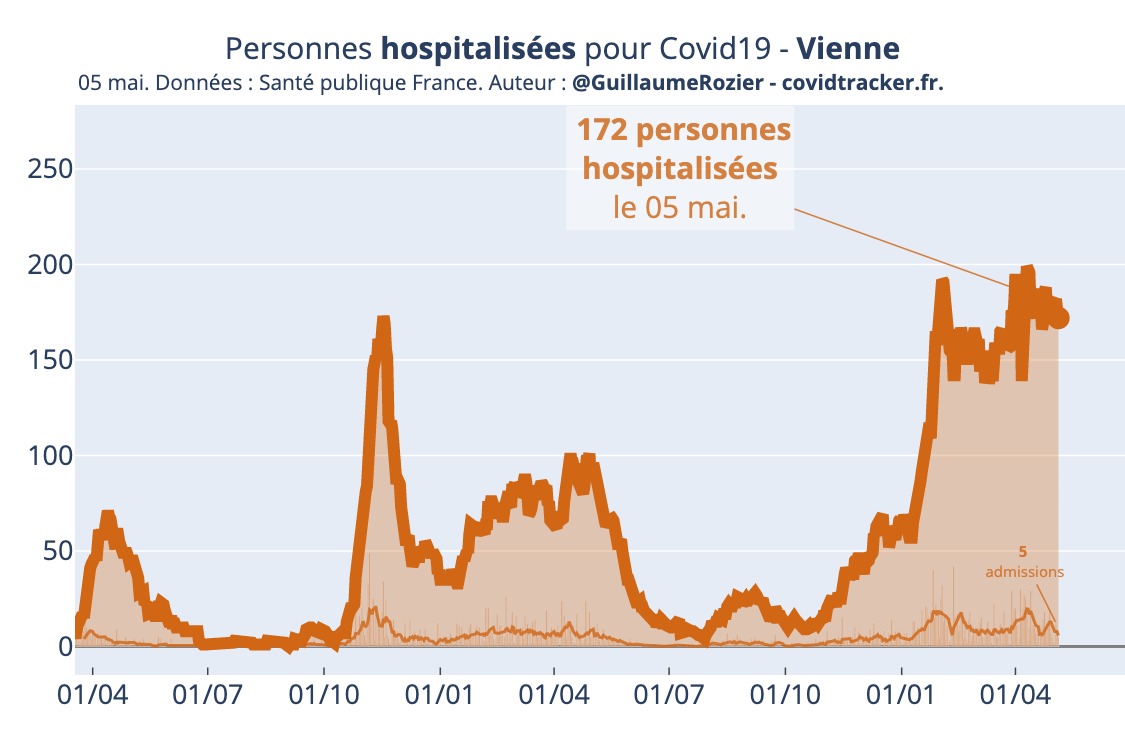 Personnes hospitalisées pour Covid19 - Vienne
05 mai. Données : Santé publique France. Auteur : @GuillaumeRozier - covidtracker.fr.
172 personnes
hospitalisées
le 05 mai.
250
200
150
100
50
0
5
admissions
01/04 01/07 01/10 01/01 01/04 01/07 01/10 01/01 01/04